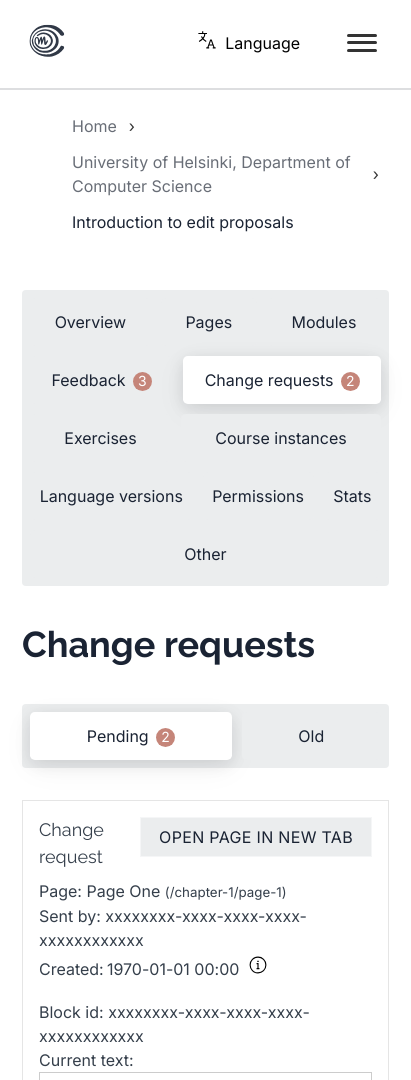 Language
Home ›
University of Helsinki, Department of
Computer Science ›
Introduction to edit proposals
Overview Pages Modules
Feedback 3 Change requests 2
Exercises Course instances
Language versions Permissions Stats
Other
Change requests
Pending 2 Old
Change
request
OPEN PAGE IN NEW TAB
Page: Page One (/chapter-1/page-1)
Sent by: xxxxxxxx-xxxx-xxxx-xxxx-
xxxxxxxxxxxx
Created: 1970-01-01 00:00
Block id: xxxxxxxx-xxxx-xxxx-xxxx-
xxxxxxxxxxxx
Current text: